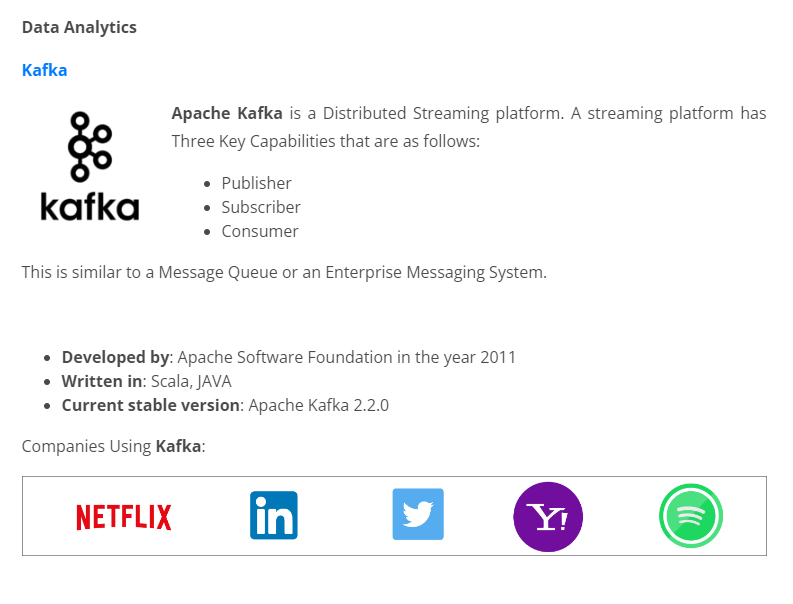 Data Analytics
Kafka
Apache Kafka is a Distributed Streaming platform. A streaming platform has
Three Key Capabilities that are as follows:
kafka
• Publisher
• Subscriber
• Consumer
This is similar to a Message Queue or an Enterprise Messaging System.
• Developed by: Apache Software Foundation in the year 2011
• Written in: Scala, JAVA
• Current stable version: Apache Kafka 2.2.0
Companies Using Kafka:
NETFLIX in Y!